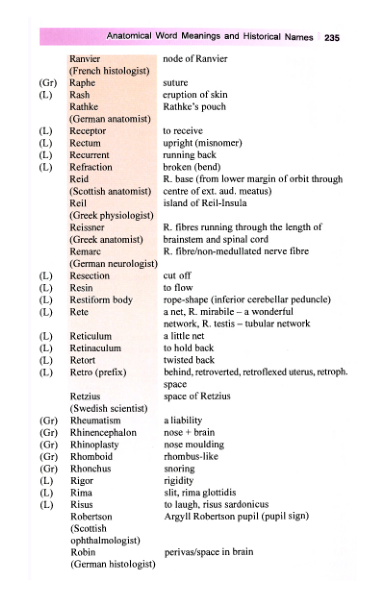 Anatomical Word Meanings and Historical Names 235
Ranvier node of Ranvier
(French histologist)
(Gr) Raphe suture
(L) Rash eruption of skin
Rathke Rathke's pouch
(German anatomist)
(L) Receptor to receive
(L) Rectum upright (misnomer)
(L) Recurrent running back
(L) Refraction broken (bend)
Reid R. base (from lower margin of orbit through
(Scottish anatomist) centre of ext. aud. meatus)
Reil island of Reil-Insula
(Greek physiologist)
Reissner R. fibres running through the length of
(Greek anatomist) brainstem and spinal cord
Remarc R. fibre/non-medullated nerve fibre
(German neurologist)
(L) Resection cut off
(L) Resin to flow
(L) Restiform body rope-shape (inferior cerebellar peduncle)
(L) Rete a net, R. mirabile – a wonderful
network, R. testis – tubular network
(L) Reticulum a little net
(L) Retinaculum to hold back
(L) Retort twisted back
(L) Retro (prefix) behind, retroverted, retroflexed uterus, retroph.
space
Retzius space of Retzius
(Swedish scientist)
(Gr) Rheumatism a liability
(Gr) Rhinencephalon nose + brain
(Gr) Rhinoplasty nose moulding
(Gr) Rhomboid rhombus-like
(Gr) Rhonchus snoring
(L) Rigor rigidity
(L) Rima slit, rima glottidis
(L) Risus to laugh, risus sardonicus
Robertson Argyll Robertson pupil (pupil sign)
(Scottish
ophthalmologist)
Robin perivas/space in brain
(German histologist)